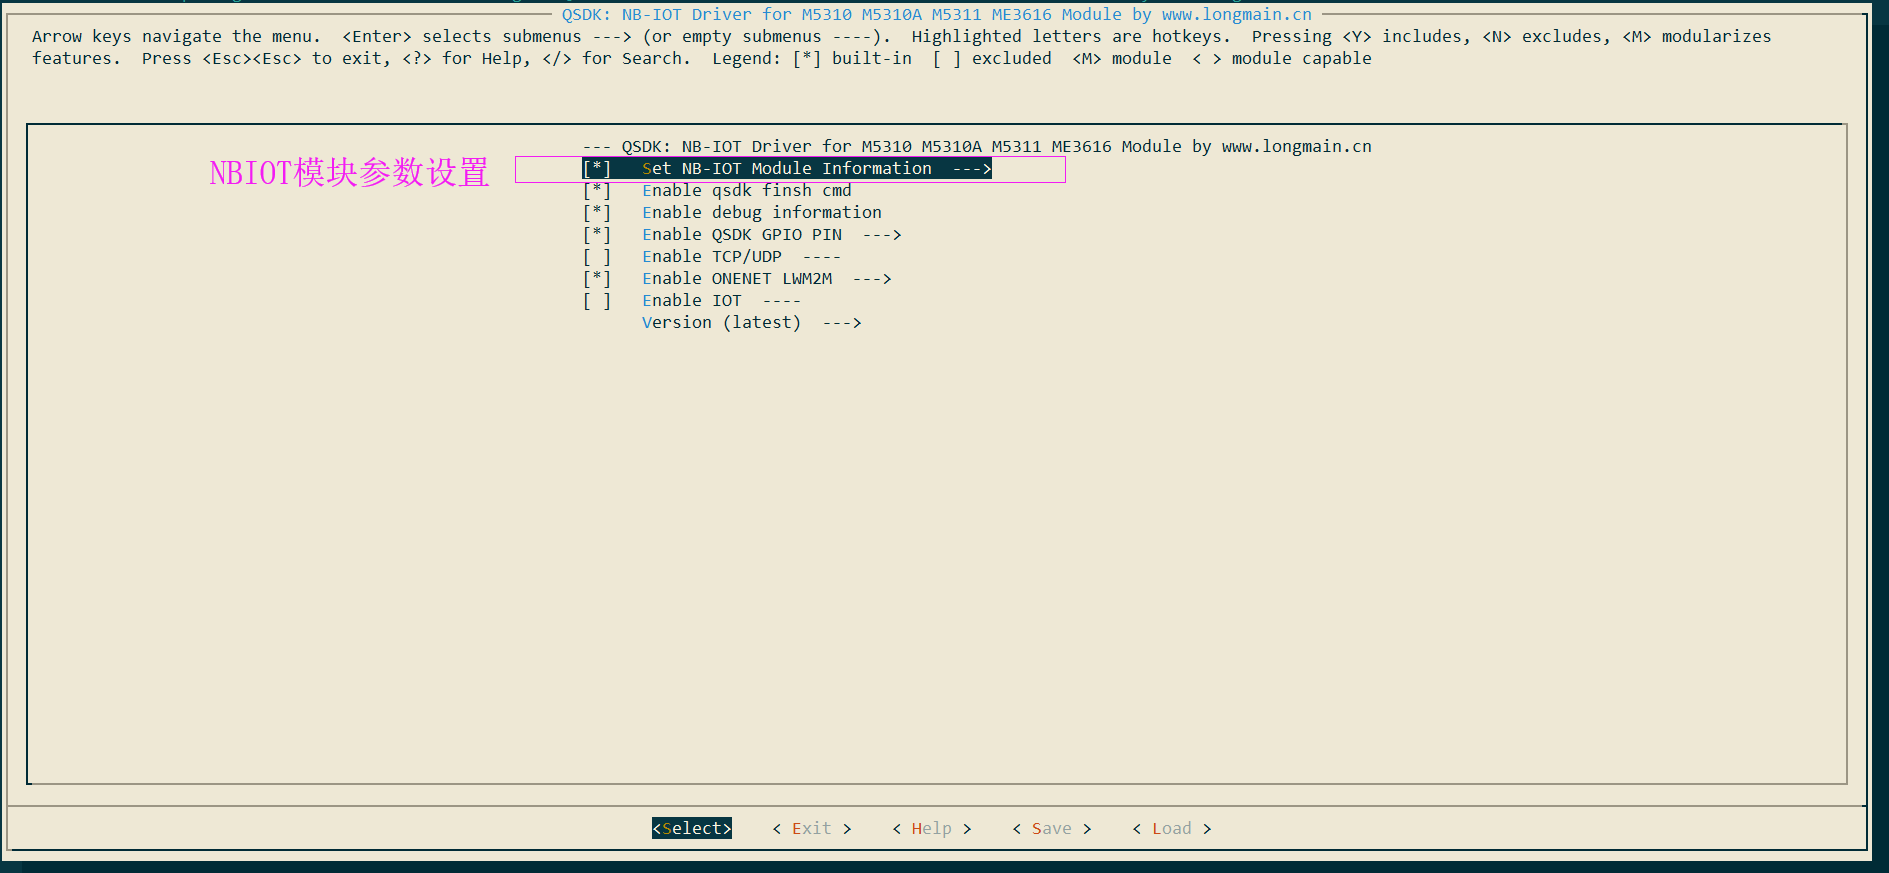 QSDK: NB-IOT Driver for M5310 M5310A M5311 ME3616 Module by www.longmain.cn
Arrow keys navigate the menu.  <Enter> selects submenus ---> (or empty submenus ----).  Highlighted letters are hotkeys.  Pressing <Y> includes, <N> excludes, <M> modularizes
features.  Press <Esc><Esc> to exit, <?> for Help, </> for Search.  Legend: [*] built-in  [ ] excluded  <M> module  < > module capable
--- QSDK: NB-IOT Driver for M5310 M5310A M5311 ME3616 Module by www.longmain.cn
NBIOT模块参数设置
[*]   Set NB-IOT Module Information  --->
[*]   Enable qsdk finsh cmd
[*]   Enable debug information
[*]   Enable QSDK GPIO PIN  --->
[ ]   Enable TCP/UDP  ----
[*]   Enable ONENET LWM2M  --->
[ ]   Enable IOT  ----
Version (latest)  --->
<Select>    < Exit >    < Help >    < Save >    < Load >